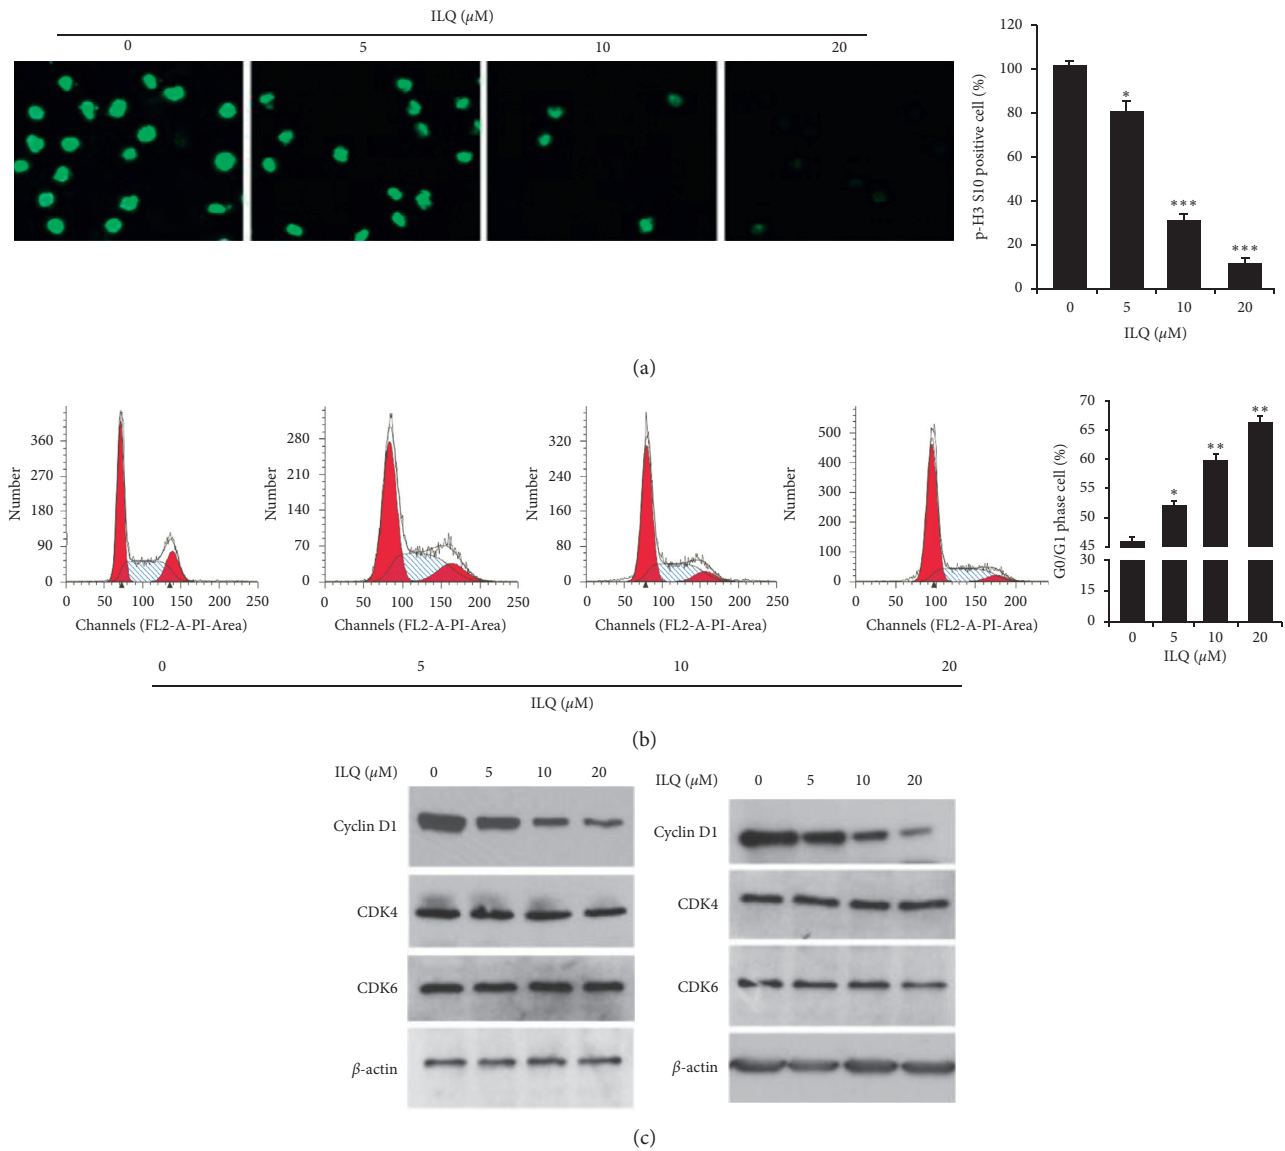 ILQ (μM)
0 5 10 20
p-H3 S10 positive cell (%)
120
100
80
60
40
20
0
*
***
***
0 5 10 20
ILQ (μM)
(a)
Number
360
270
180
90
0
0 50 100 150 200 250
Channels (FL2-A-PI-Area)
Number
280
210
140
70
0
0 50 100 150 200 250
Channels (FL2-A-PI-Area)
Number
320
240
160
80
0
0 50 100 150 200 250
Channels (FL2-A-PI-Area)
Number
500
400
300
200
100
0
0 50 100 150 200
Channels (FL2-A-PI-Area)
G0/G1 phase cell (%)
70
65
60
55
50
45
30
15
0
*
**
**
0 5 10 20
ILQ (μM)
0 5 10 20
ILQ (μM)
(b)
ILQ (μM) 0 5 10 20
Cyclin D1
CDK4
CDK6
β-actin
ILQ (μM) 0 5 10 20
Cyclin D1
CDK4
CDK6
β-actin
(c)